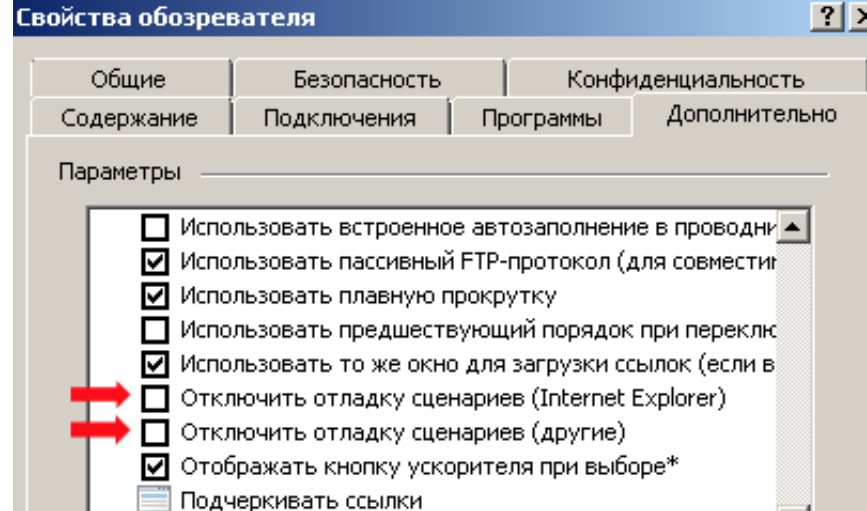 Свойства обозревателя
Общие Безопасность Конфиденциальность
Содержание Подключения Программы Дополнительно
Параметры
Использовать встроенное автозаполнение в проводни
Использовать пассивный FTP-протокол (для совмести
Использовать плавную прокрутку
Использовать предшествующий порядок при переклю
Использовать то же окно для загрузки ссылок (если в
Отключить отладку сценариев (Internet Explorer)
Отключить отладку сценариев (другие)
Отображать кнопку ускорителя при выборе*
Подчеркивать ссылки